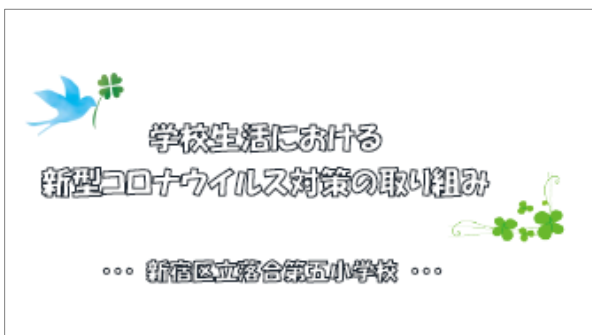 学校生活における
新型コロナウイルス対策の取り組み
… 新宿区立落合第五小学校 …